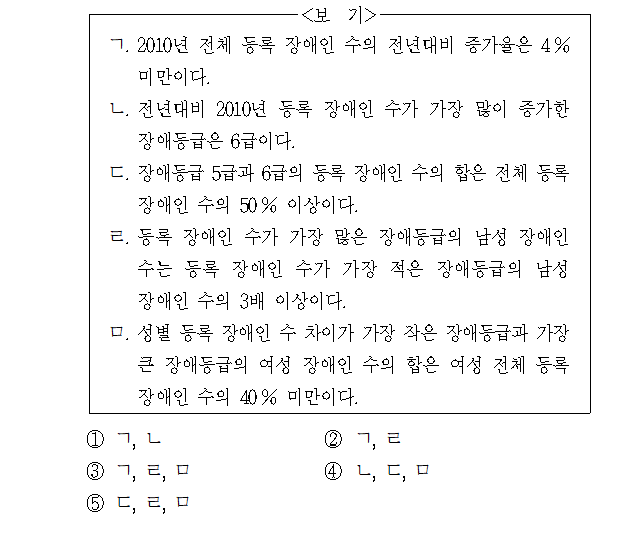 <보 기>
ㄱ. 2010년 전체 등록 장애인 수의 전년대비 증가율은 4%
미만이다.
ㄴ. 전년대비 2010년 등록 장애인 수가 가장 많이 증가한
장애등급은 6급이다.
ㄷ. 장애등급 5급과 6급의 등록 장애인 수의 합은 전체 등록
장애인 수의 50% 이상이다.
ㄹ. 등록 장애인 수가 가장 많은 장애등급의 남성 장애인
수는 등록 장애인 수가 가장 적은 장애등급의 남성
장애인 수의 3배 이상이다.
ㅁ. 성별 등록 장애인 수 차이가 가장 작은 장애등급과 가장
큰 장애등급의 여성 장애인 수의 합은 여성 전체 등록
장애인 수의 40% 미만이다.
① ㄱ, ㄴ ② ㄱ, ㄹ
③ ㄱ, ㄹ, ㅁ ④ ㄴ, ㄷ, ㅁ
⑤ ㄷ, ㄹ, ㅁ